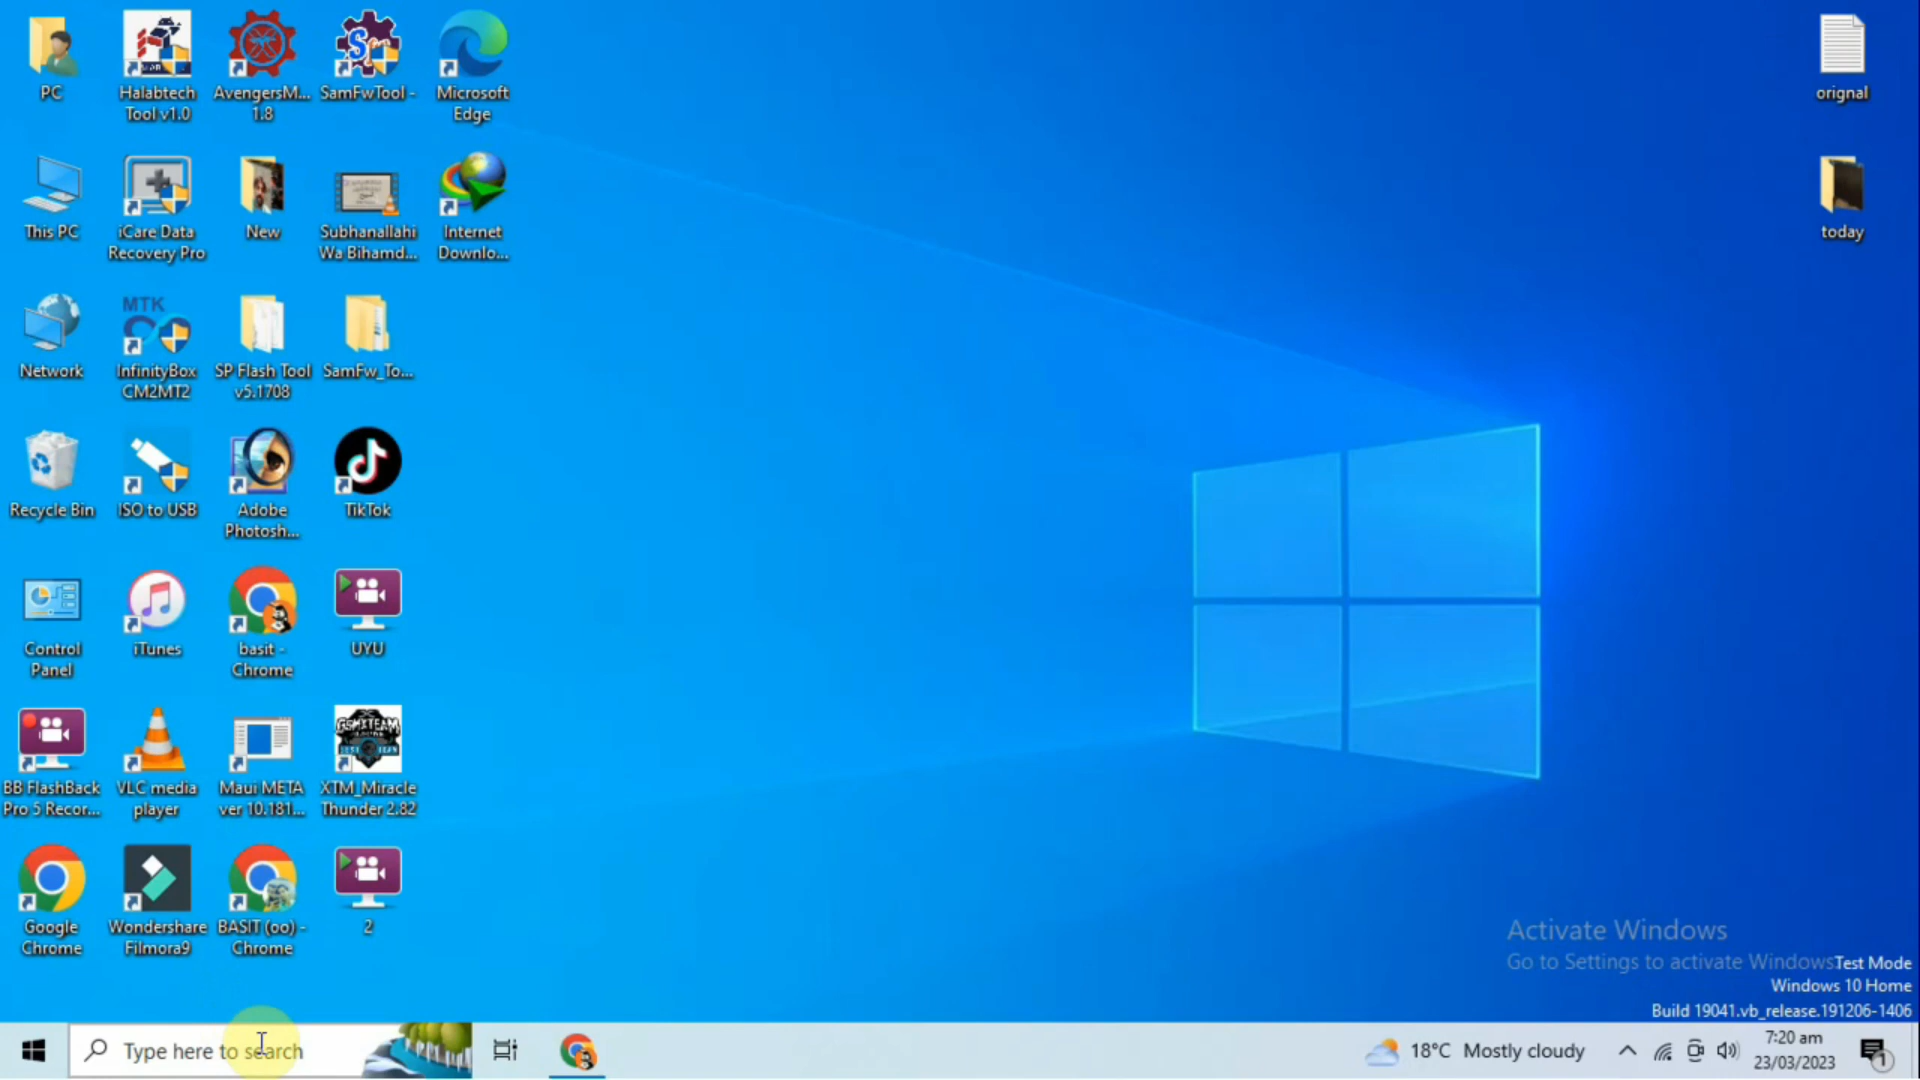 PC
Halabtech
Tool v1.0
AvengersM...
1.8
SamFwTool -
Microsoft
Edge
orignal
This PC
iCare Data
Recovery Pro
New
Subhanallahi
Wa Bihamd...
Internet
Downlo...
today
MTK
Network
InfinityBox
CM2MT2
SP Flash Tool
v5.1708
SamFw_To...
Recycle Bin
ISO to USB
Adobe
Photosh...
TikTok
Control
Panel
iTunes
basit -
Chrome
UYU
BB FlashBack
Pro 5 Recor...
VLC media
player
Maui META
ver 10.181...
XTM_Miracle
Thunder 2.82
Google
Chrome
Wondershare
Filmora9
BASIT (oo) -
Chrome
2
Activate Windows
Go to Settings to activate Windows
Test Mode
Windows 10 Home
Build 19041.vb_release.191206-1406
Type here to search
18°C Mostly cloudy
7:20 am
23/03/2023
1